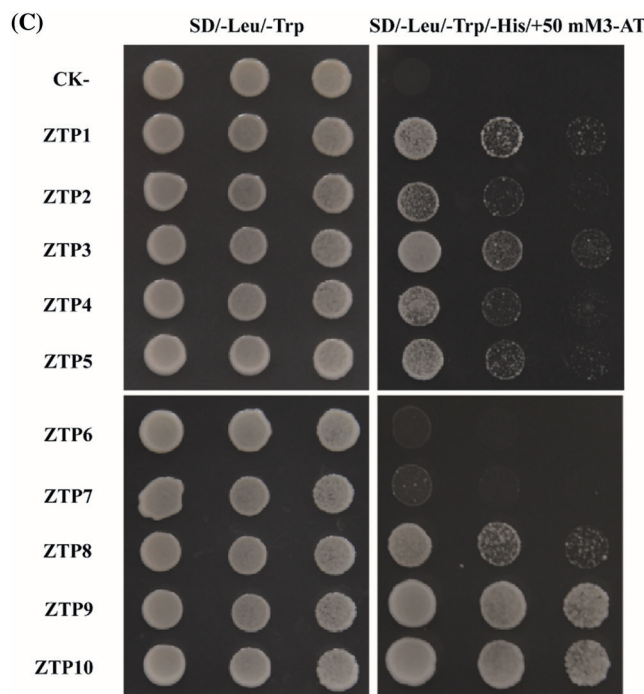 (C)
SD/-Leu/-Trp
SD/-Leu/-Trp/-His/+50 mM3-AT
CK-
ZTP1
ZTP2
ZTP3
ZTP4
ZTP5
ZTP6
ZTP7
ZTP8
ZTP9
ZTP10